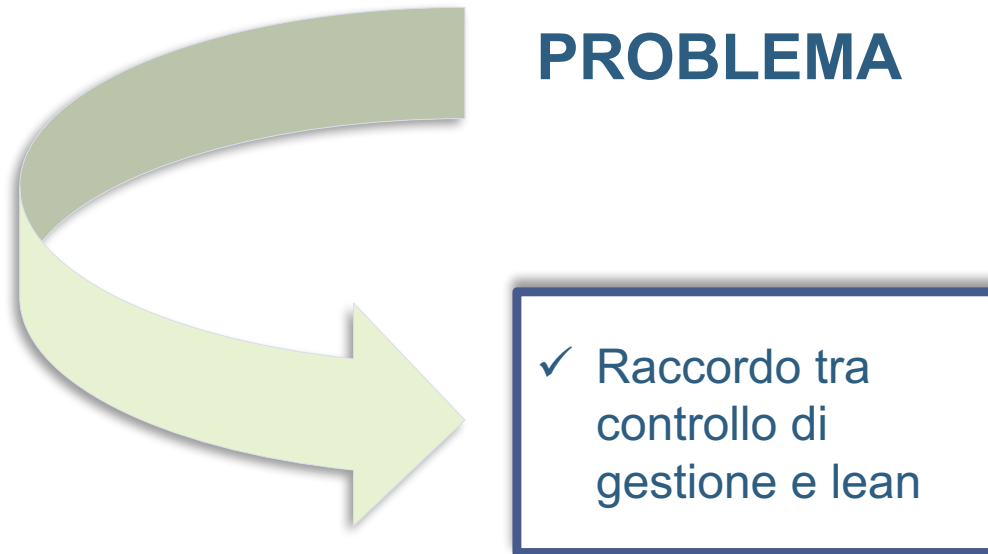 PROBLEMA
✓ Raccordo tra
controllo di
gestione e lean